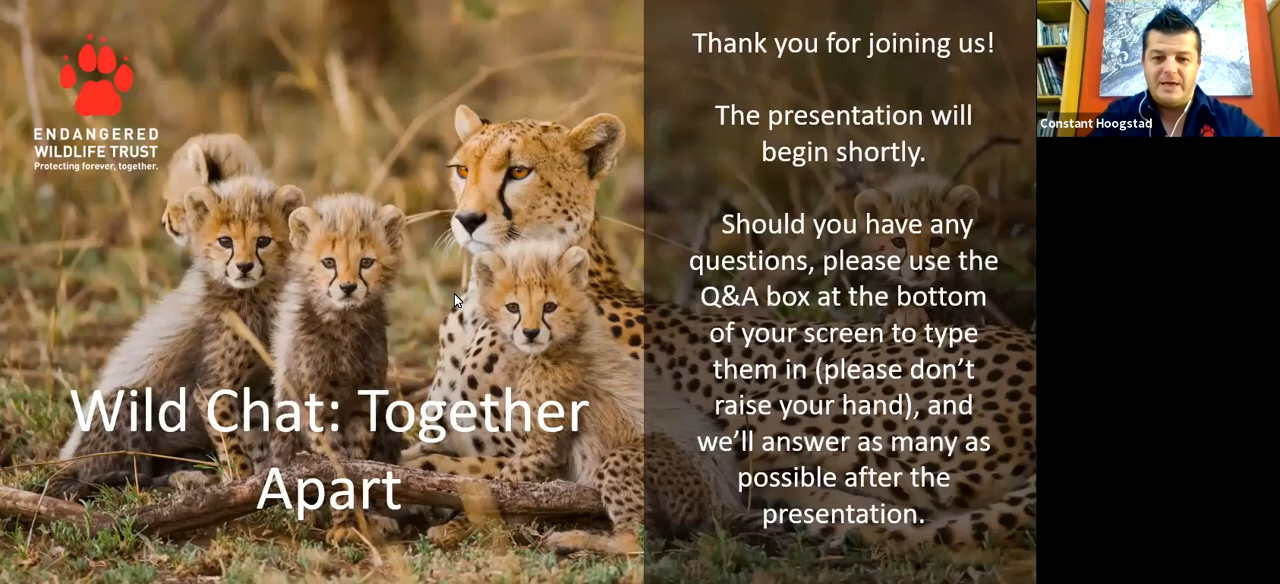 ENDANGERED
WILDLIFE TRUST
Protecting forever, together.
Wild Chat: Together
Apart
Thank you for joining us!
The presentation will
begin shortly.
Should you have any
questions, please use the
Q&A box at the bottom
of your screen to type
them in (please don’t
raise your hand), and
we’ll answer as many as
possible after the
presentation.
Constant Hoogstad